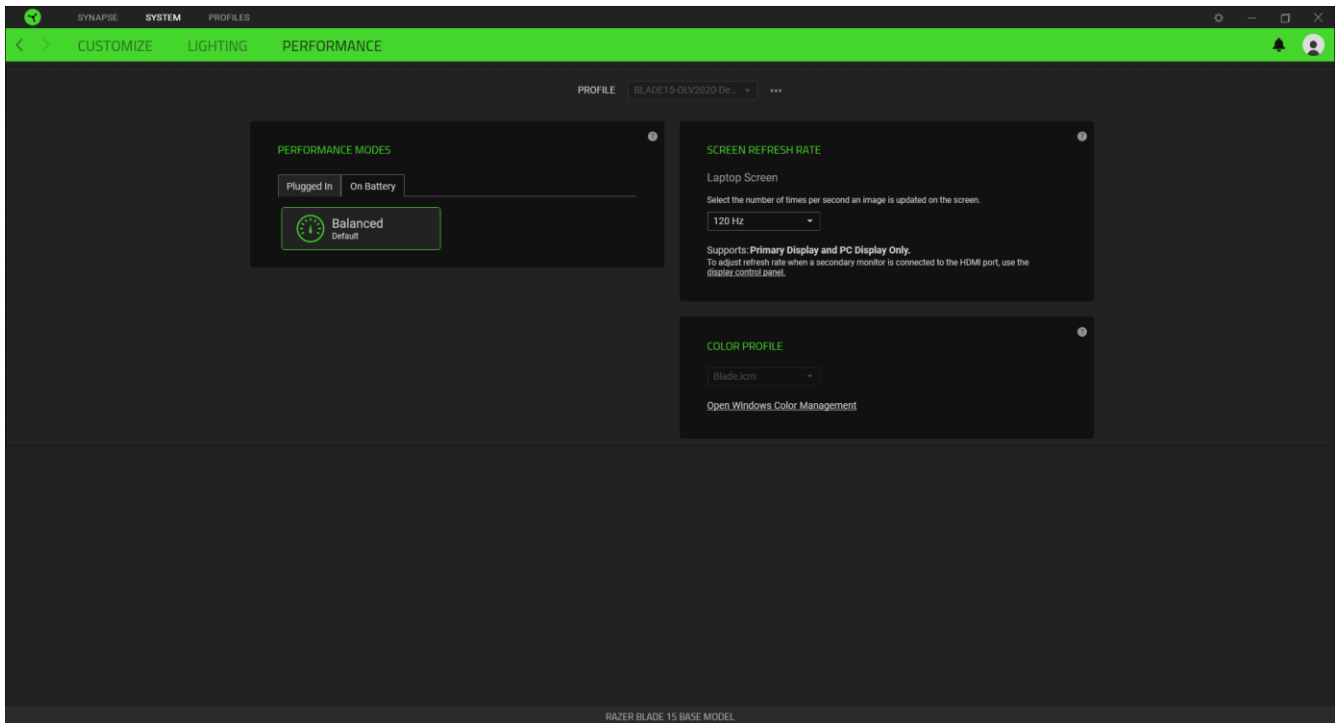 SYNAPSE SYSTEM PROFILES
CUSTOMIZE LIGHTING PERFORMANCE
PROFILE BLADE15-OLV2020-De...
PERFORMANCE MODES
Plugged In On Battery
Balanced
Default
SCREEN REFRESH RATE
Laptop Screen
Select the number of times per second an image is updated on the screen.
120 Hz
Supports: Primary Display and PC Display Only.
To adjust refresh rate when a secondary monitor is connected to the HDMI port, use the
display control panel.
COLOR PROFILE
Blade.icm
Open Windows Color Management
RAZER BLADE 15 BASE MODEL